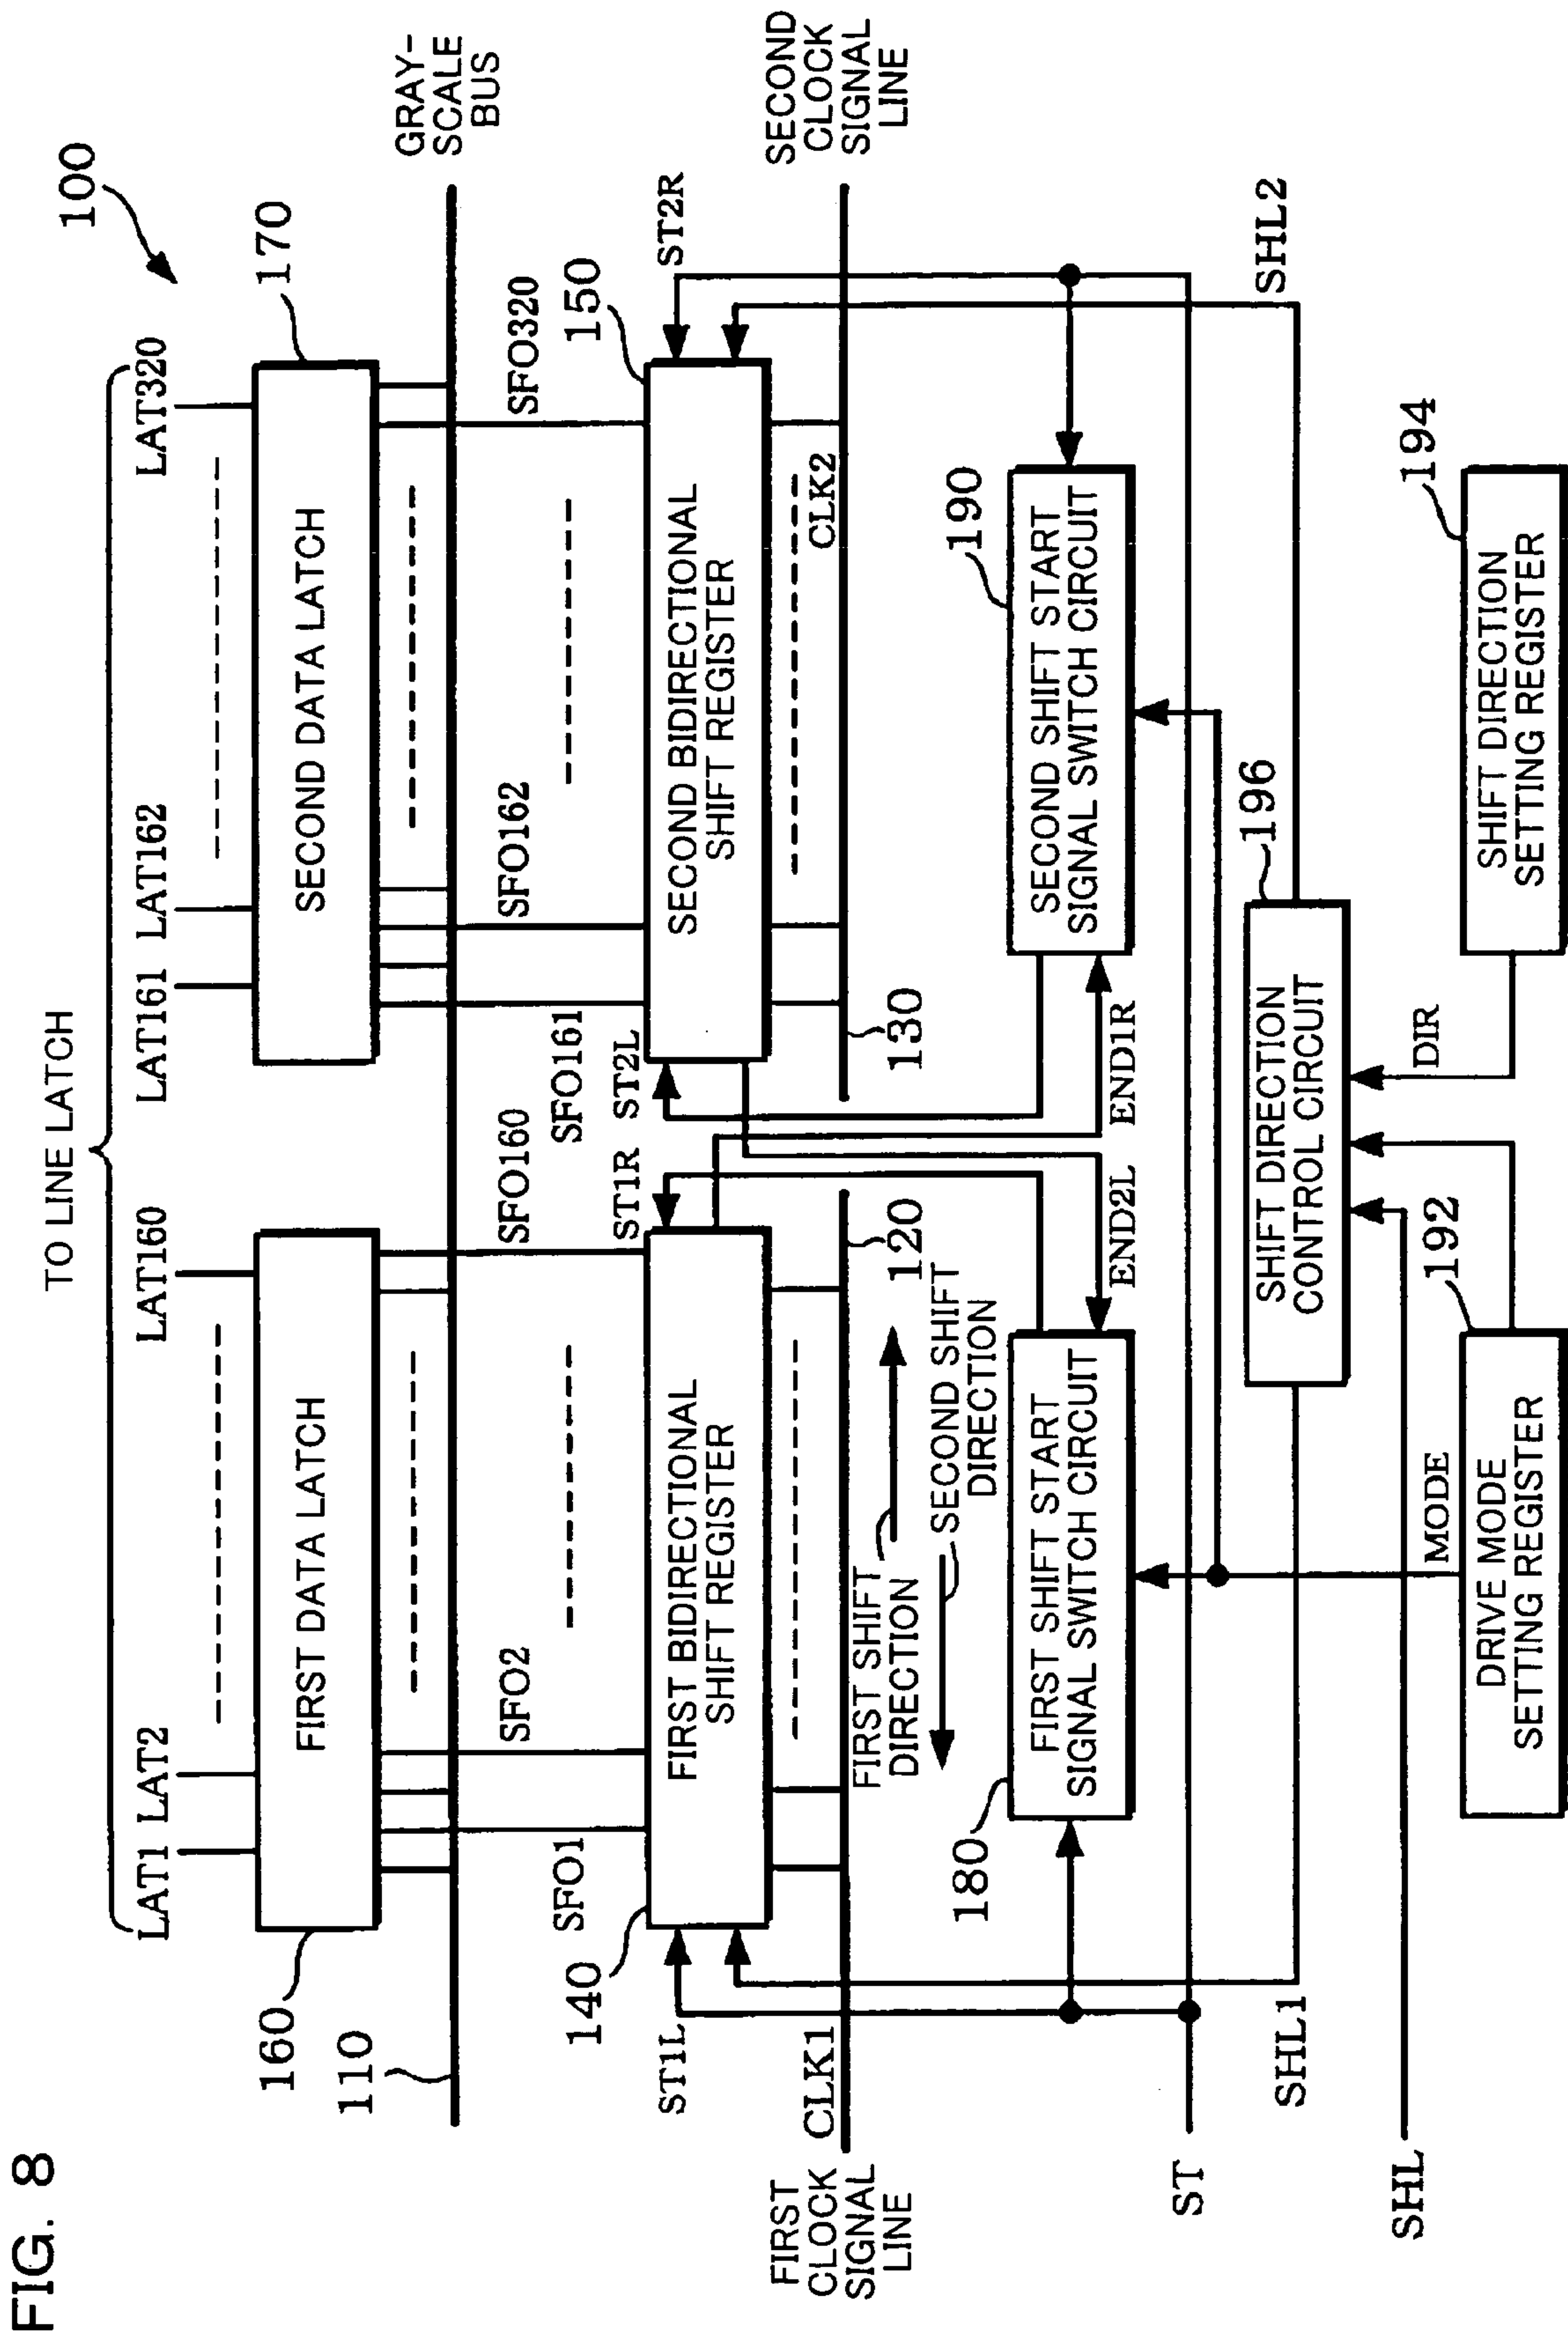 FIG. 8
100
TO LINE LATCH
LAT1
LAT2
LAT160
LAT161
LAT162
LAT320
160
FIRST DATA LATCH
SECOND DATA LATCH
170
110
GRAY-
SCALE
BUS
SFO1
SFO2
SFO160
SFO161
SFO162
SFO320
140
ST1L
ST1R
ST2L
150
ST2R
FIRST BIDIRECTIONAL
SHIFT REGISTER
SECOND BIDIRECTIONAL
SHIFT REGISTER
FIRST
CLOCK
SIGNAL
LINE
CLK1
120
130
CLK2
SECOND
CLOCK
SIGNAL
LINE
FIRST SHIFT
DIRECTION
SECOND SHIFT
DIRECTION
180
FIRST SHIFT START
SIGNAL SWITCH CIRCUIT
END2L
END1R
190
SECOND SHIFT START
SIGNAL SWITCH CIRCUIT
ST
SHL1
SHIFT DIRECTION
CONTROL CIRCUIT
196
SHL2
SHL
MODE
192
DIR
194
DRIVE MODE
SETTING REGISTER
SHIFT DIRECTION
SETTING REGISTER